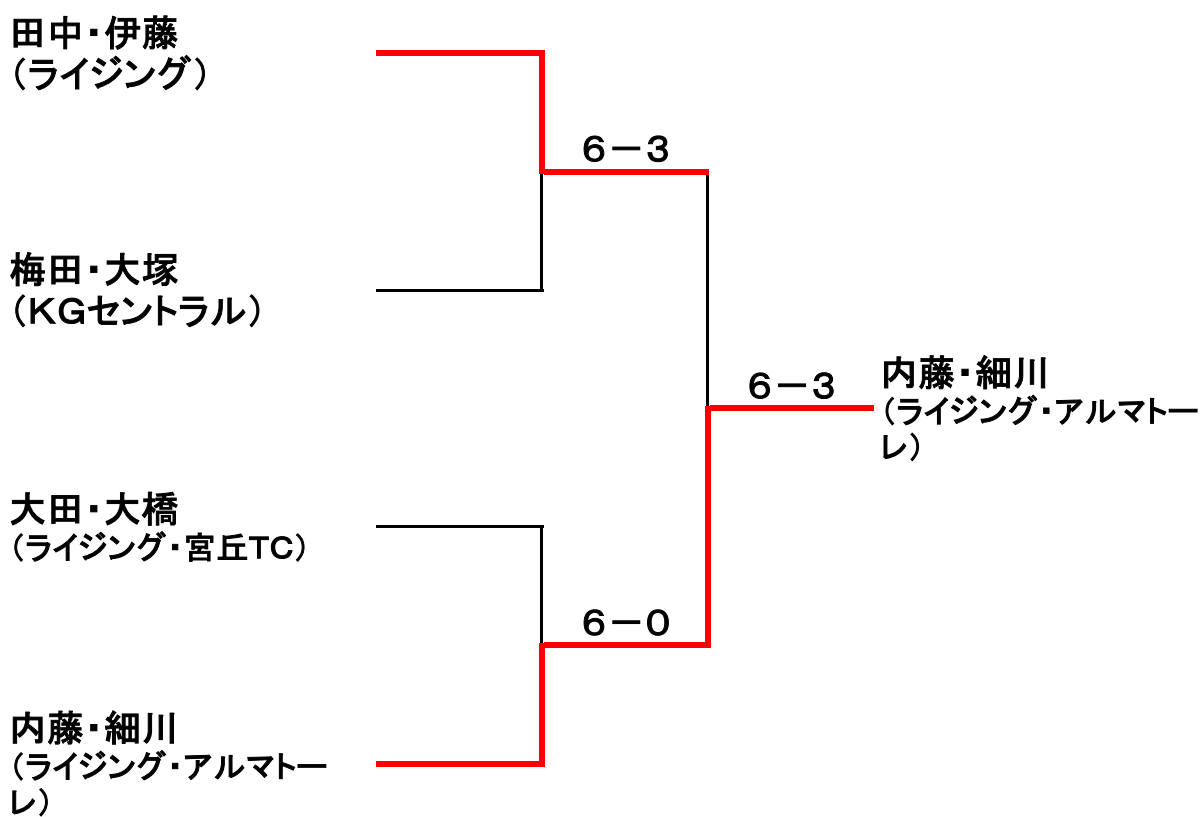 田中・伊藤
（ライジング）
６－３
梅田・大塚
（ＫＧセントラル）
６－３
内藤・細川
（ライジング・アルマトー
レ）
大田・大橋
（ライジング・宮丘ＴＣ）
６－０
内藤・細川
（ライジング・アルマトー
レ）